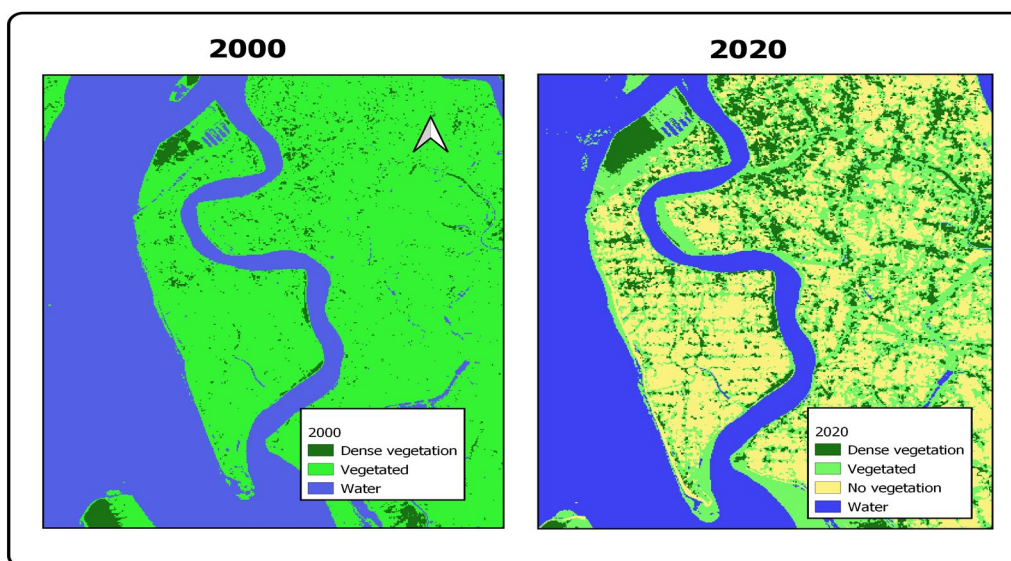 2000
2020
2000
Dense vegetation
Vegetated
Water
2020
Dense vegetation
Vegetated
No vegetation
Water